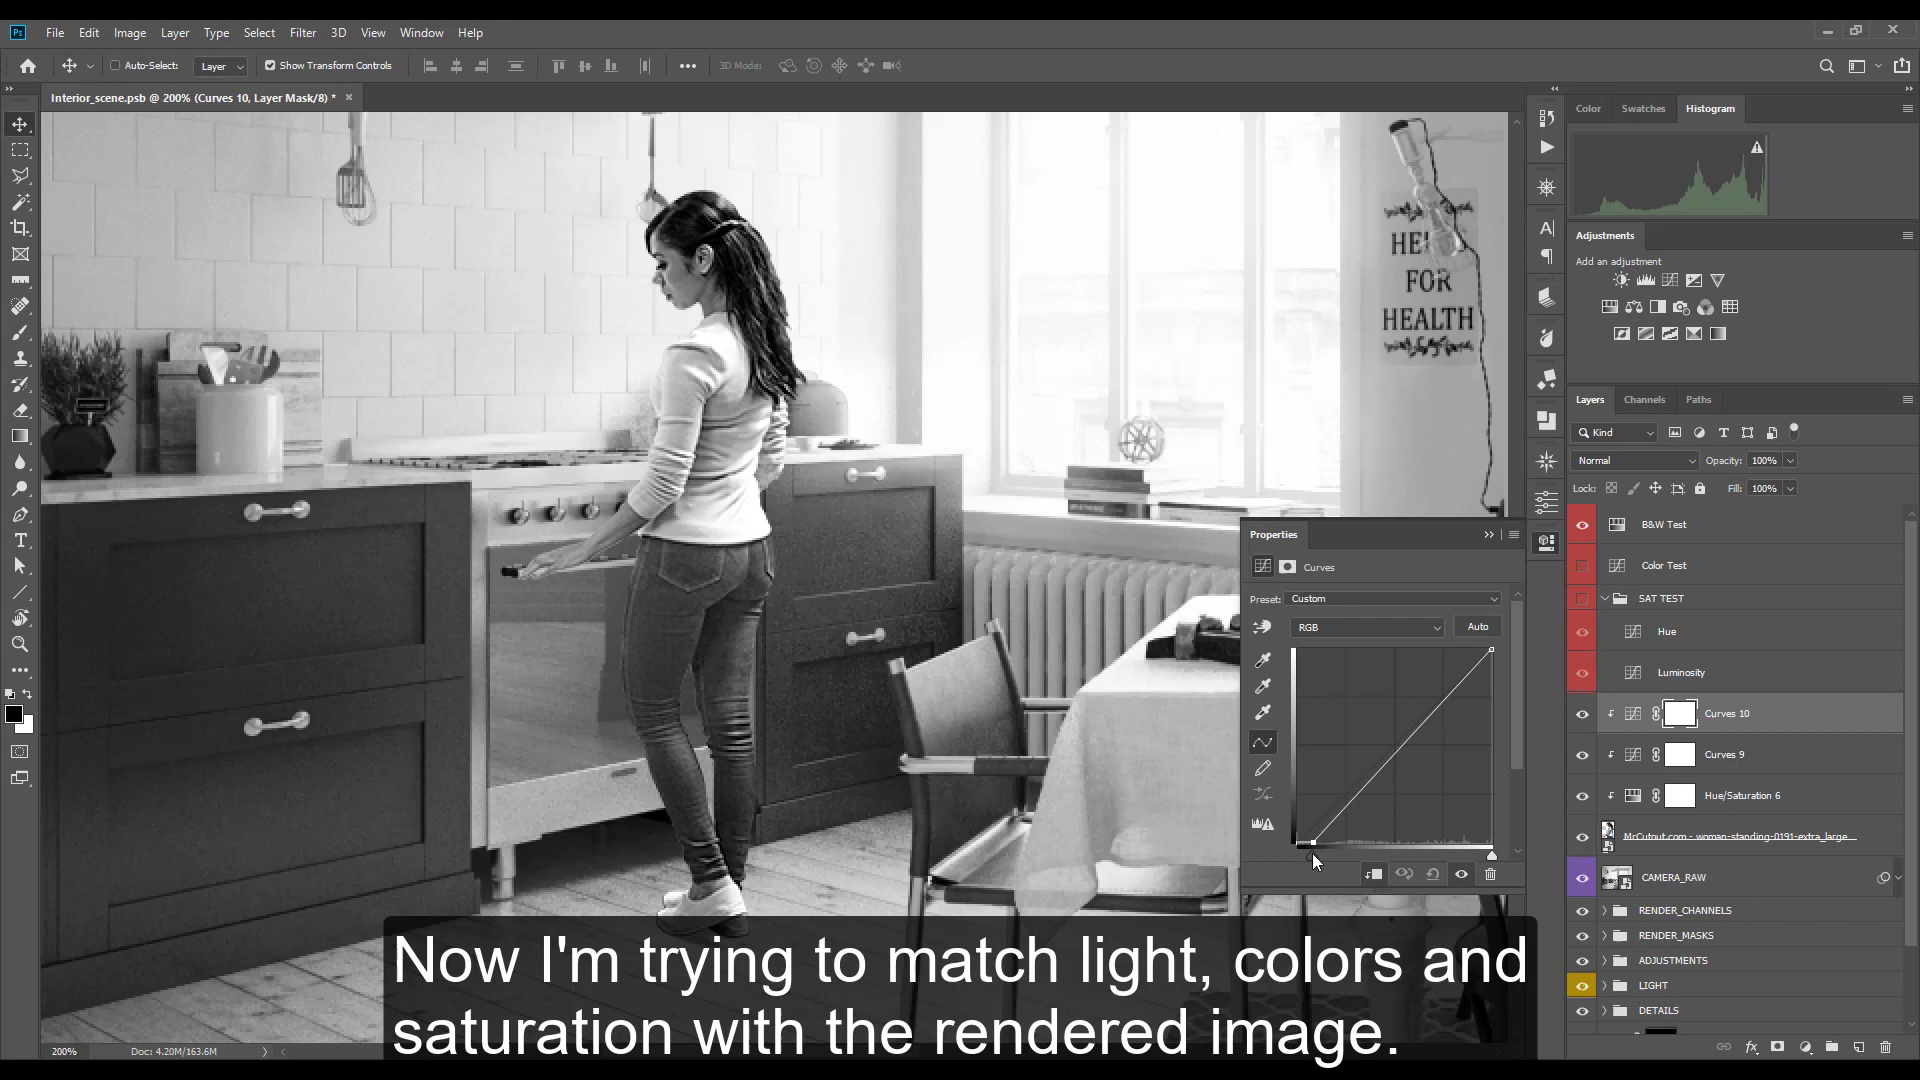 Ps File Edit Image Layer Type Select Filter 3D View Window Help
Auto-Select: Layer Show Transform Controls 3D Mode:
Interior_scene.psb @ 200% (Curves 10, Layer Mask/8) *
Color Swatches Histogram
Adjustments
Add an adjustment
HEL
FOR
HEALTH
Layers Channels Paths
Kind
Normal Opacity: 100%
Lock: Fill: 100%
B&W Test
Color Test
SAT TEST
Hue
Luminosity
Curves 10
Curves 9
Hue/Saturation 6
McCutout.com - woman-standing-0191-extra_large
CAMERA_RAW
RENDER_CHANNELS
RENDER_MASKS
ADJUSTMENTS
LIGHT
DETAILS
Properties
Curves
Preset: Custom
RGB Auto
Now I'm trying to match light, colors and
saturation with the rendered image.
200% Doc: 4.20M/163.6M